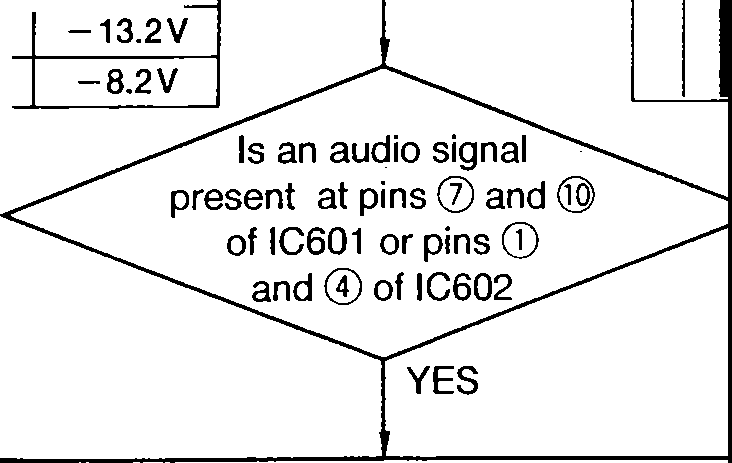 −13.2V
−8.2V
Is an audio signal
present at pins ⑦ and ⑩
of IC601 or pins ①
and ④ of IC602
YES